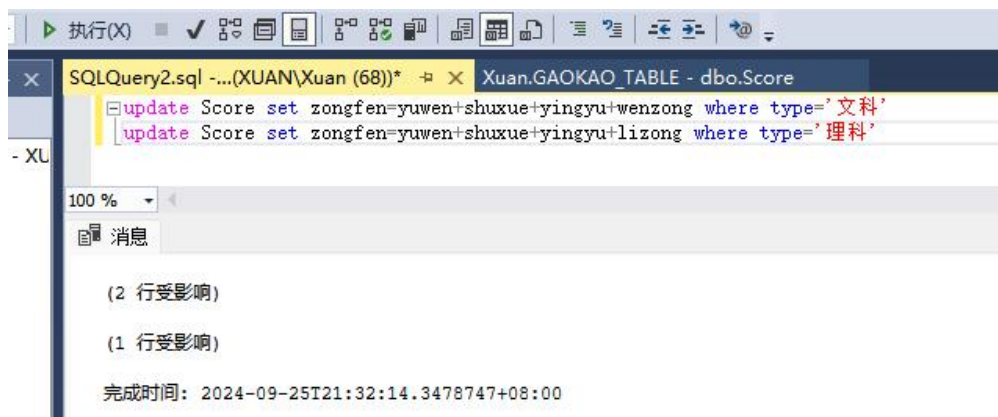 执行(X)
SQLQuery2.sql -...(XUAN\Xuan (68))* Xuan.GAOKAO_TABLE - dbo.Score
update Score set zongfen=yuwen+shuxue+yingyu+wenzong where type='文科'
update Score set zongfen=yuwen+shuxue+yingyu+lizong where type='理科'
- XU
100 %
消息
(2 行受影响)
(1 行受影响)
完成时间: 2024-09-25T21:32:14.3478747+08:00